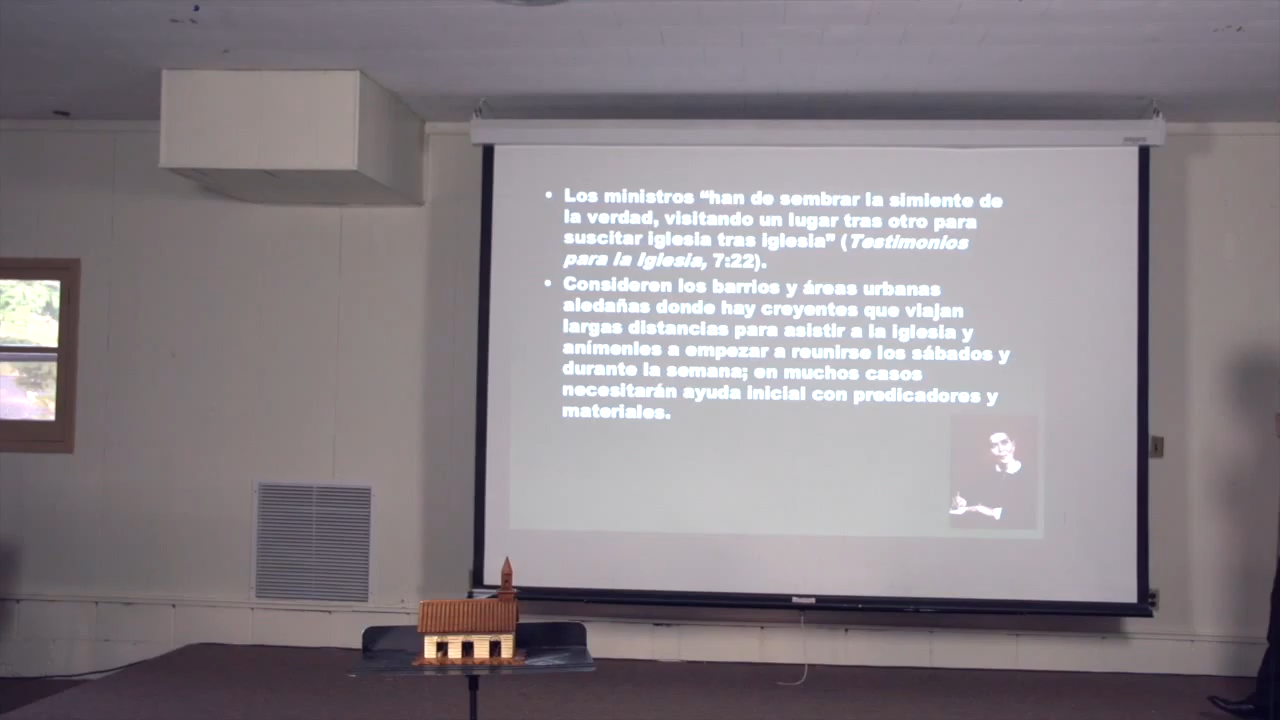 • Los ministros “han de sembrar la simiente de
la verdad, visitando un lugar tras otro para
suscitar iglesia tras iglesia” (Testimonios
para la Iglesia, 7:22).
• Consideren los barrios y áreas urbanas
aledañas donde hay creyentes que viajan
largas distancias para asistir a la iglesia y
anímenles a empezar a reunirse los sábados y
durante la semana; en muchos casos
necesitarán ayuda inicial con predicadores y
materiales.